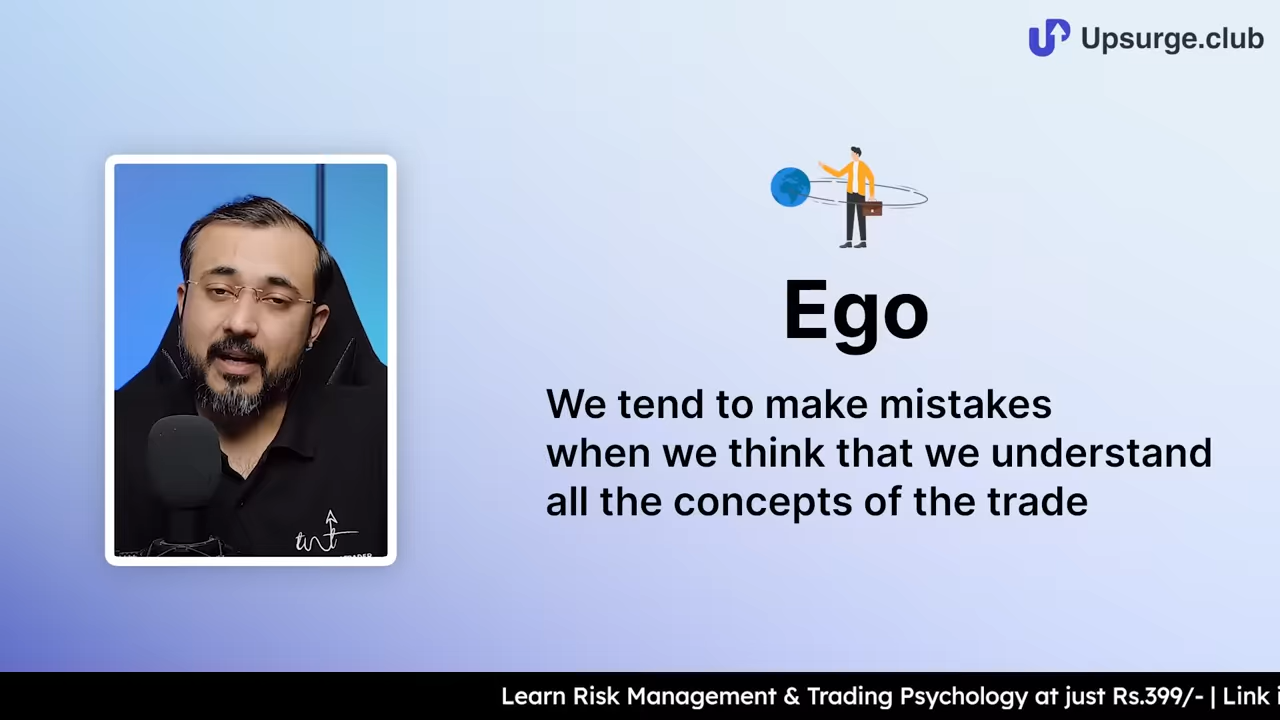 Upsurge.club
Ego
We tend to make mistakes
when we think that we understand
all the concepts of the trade
Learn Risk Management & Trading Psychology at just Rs.399/- | Link